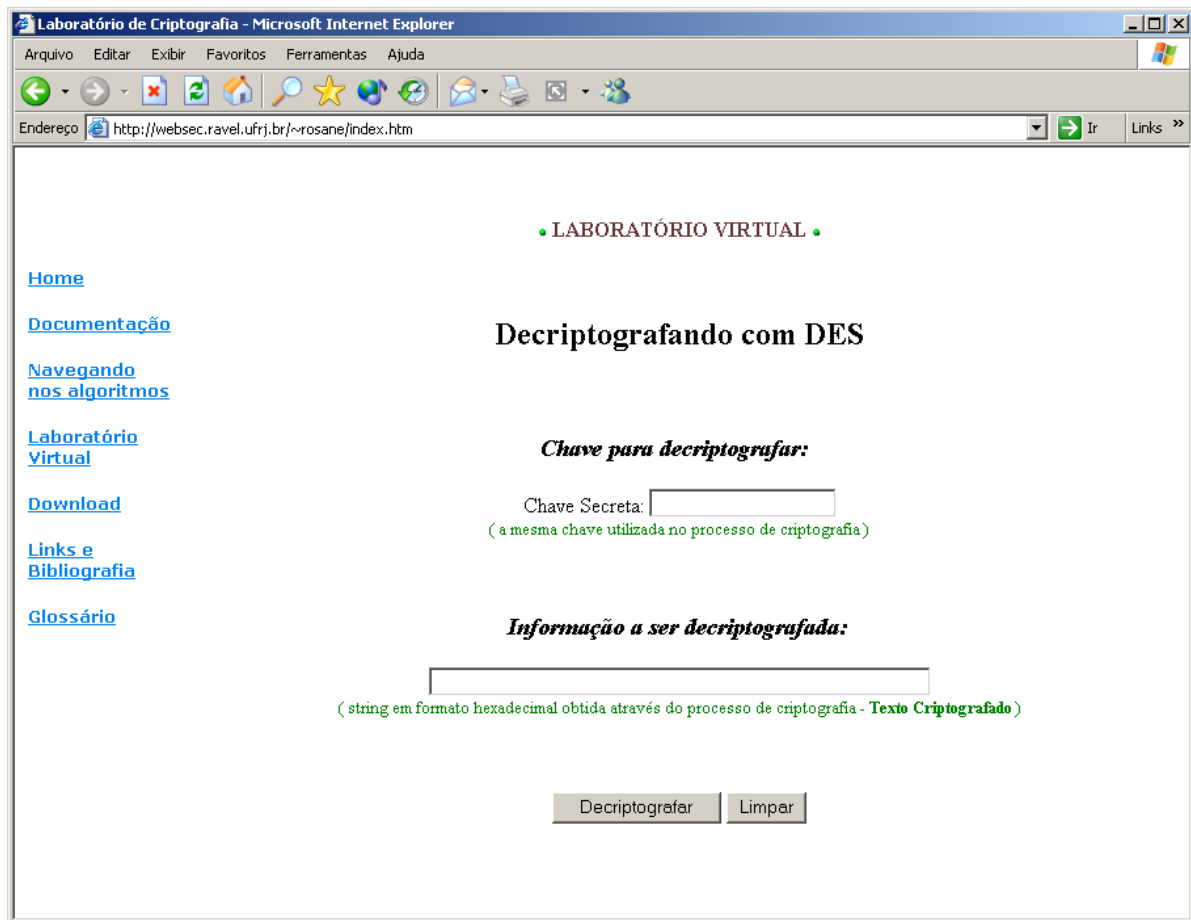 Laboratório de Criptografia - Microsoft Internet Explorer
Arquivo Editar Exibir Favoritos Ferramentas Ajuda
Endereço http://websec.ravel.ufrj.br/~rosane/index.htm Ir Links »
LABORATÓRIO VIRTUAL
Home
Documentação
Navegando
nos algoritmos
Laboratório
Virtual
Download
Links e
Bibliografia
Glossário
Decriptografando com DES
Chave para decriptografar:
Chave Secreta:
( a mesma chave utilizada no processo de criptografia )
Informação a ser decriptografada:
( string em formato hexadecimal obtida através do processo de criptografia - Texto Criptografado )
Decriptografar Limpar